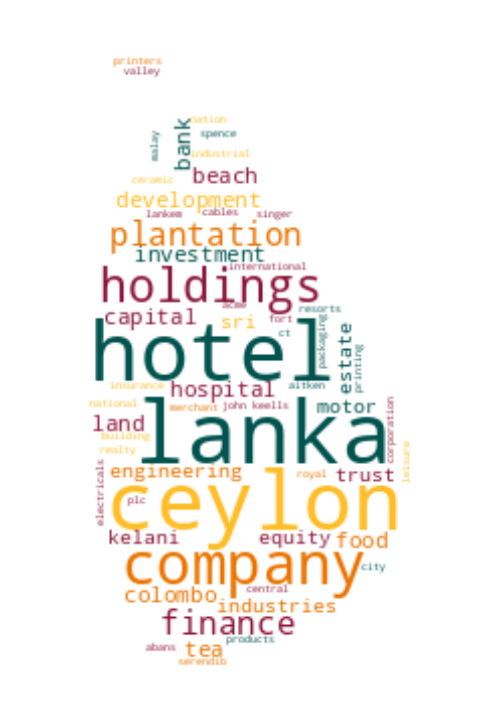 printers
valley
nation
spence
malay
bank
industrial
ceramic
beach
development
lankem
cables
singer
plantation
investment
international
holdings
acme
resorts
capital
sri
fort
ct
packaging
estate
printing
hotel
insurance
hospital
aitken
national
merchant
john keells
motor
corporation
land
lanka
building
realty
leisure
electricals
engineering
royal
trust
ceylon
plc
kelani
equity
food
company
city
central
colombo
industries
finance
products
abans
tea
serendib